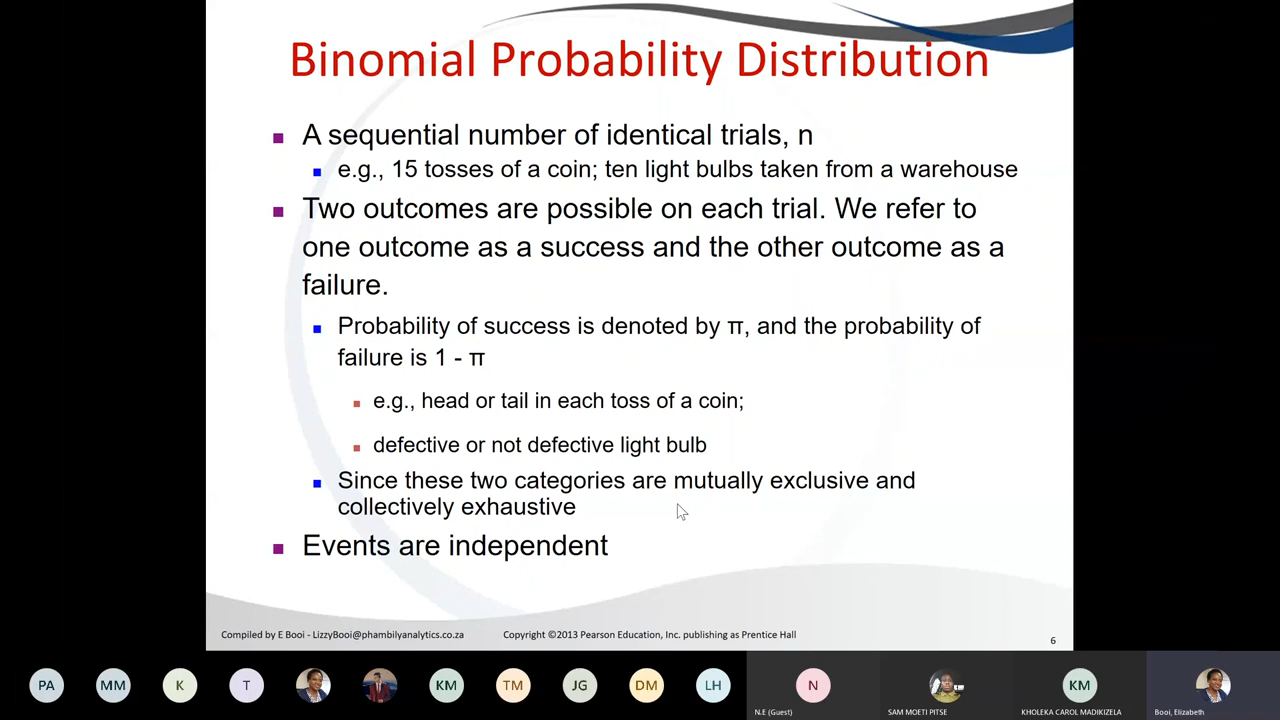 Binomial Probability Distribution
A sequential number of identical trials, n
e.g., 15 tosses of a coin; ten light bulbs taken from a warehouse
Two outcomes are possible on each trial. We refer to
one outcome as a success and the other outcome as a
failure.
Probability of success is denoted by π, and the probability of
failure is 1 - π
e.g., head or tail in each toss of a coin;
defective or not defective light bulb
Since these two categories are mutually exclusive and
collectively exhaustive
Events are independent
Compiled by E Booi - LizzyBooi@phambilyanalytics.co.za Copyright ©2013 Pearson Education, Inc. publishing as Prentice Hall 6
PA MM K T KM TM JG DM LH N KM
N.E (Guest) SAM MOETI PITSE KHOLEKA CAROL MADIKIZELA Booi, Elizabeth